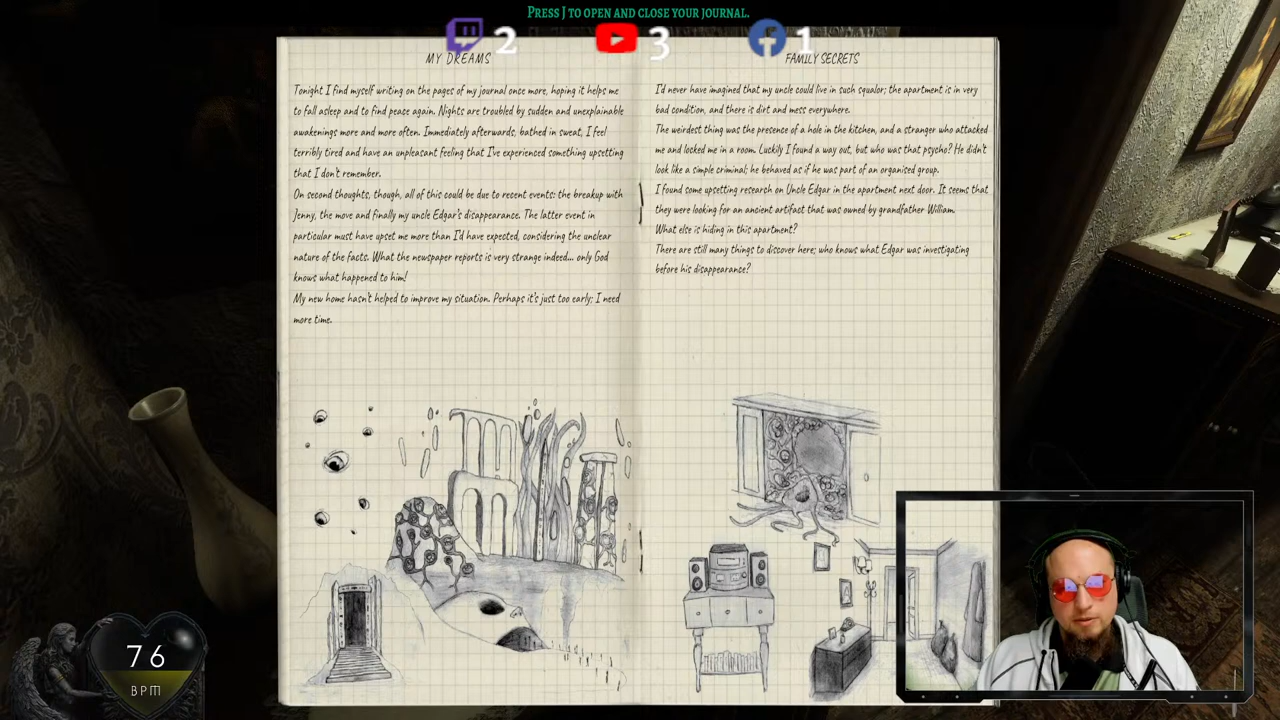 PRESS J TO OPEN AND CLOSE YOUR JOURNAL.
2
3
1
MY DREAMS
Tonight I find myself writing on the pages of my journal once more, hoping it helps me
to fall asleep and to find peace again. Nights are troubled by sudden and unexplainable
awakenings more and more often. Immediately afterwards, bathed in sweat, I feel
terribly tired and have an unpleasant feeling that I've experienced something upsetting
that I don't remember.
On second thoughts, though, all of this could be due to recent events: the breakup with
Jenny, the move and finally my uncle Edgar's disappearance. The latter event in
particular must have upset me more than I'd have expected, considering the unclear
nature of the facts. What the newspaper reports is very strange indeed... only God
knows what happened to him!
My new home hasn't helped to improve my situation. Perhaps it's just too early; I need
more time.
FAMILY SECRETS
I'd never have imagined that my uncle could live in such squalor; the apartment is in very
bad condition, and there is dirt and mess everywhere.
The weirdest thing was the presence of a hole in the kitchen, and a stranger who attacked
me and locked me in a room. Luckily I found a way out, but who was that psycho? He didn't
look like a simple criminal; he behaved as if he was part of an organised group.
I found some upsetting research on Uncle Edgar in the apartment next door. It seems that
they were looking for an ancient artifact that was owned by grandfather William.
What else is hiding in this apartment?
There are still many things to discover here; who knows what Edgar was investigating
before his disappearance?
76
BPM